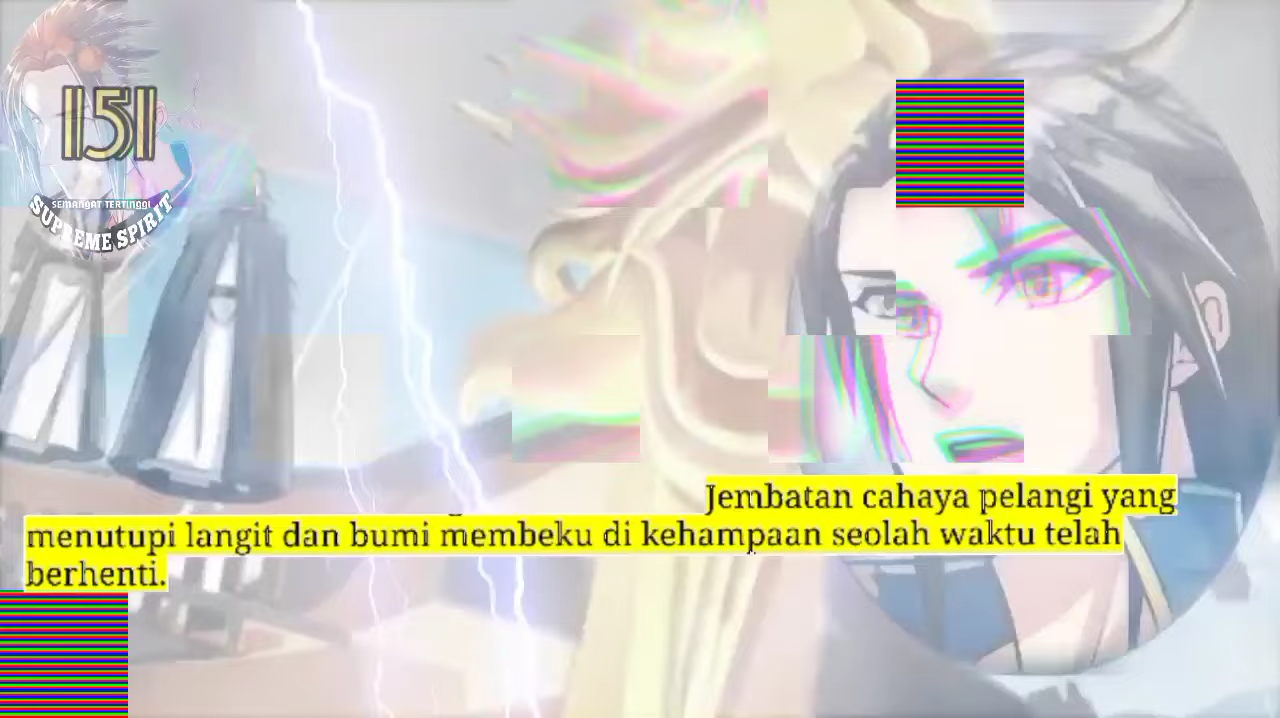 151
SEMANGAT TERTINGGI
SUPREME SPIRIT
Jembatan cahaya pelangi yang
menutupi langit dan bumi membeku di kehampaan seolah waktu telah
berhenti.